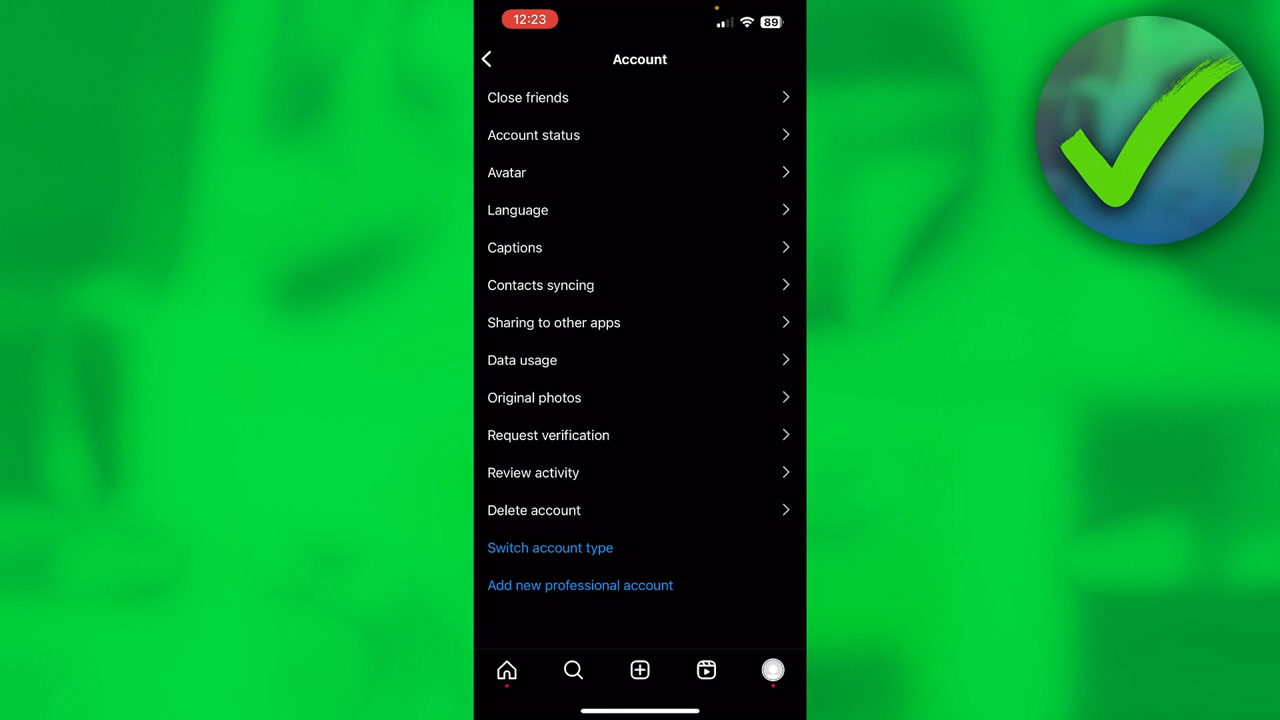 12:23
89
Account
Close friends
Account status
Avatar
Language
Captions
Contacts syncing
Sharing to other apps
Data usage
Original photos
Request verification
Review activity
Delete account
Switch account type
Add new professional account